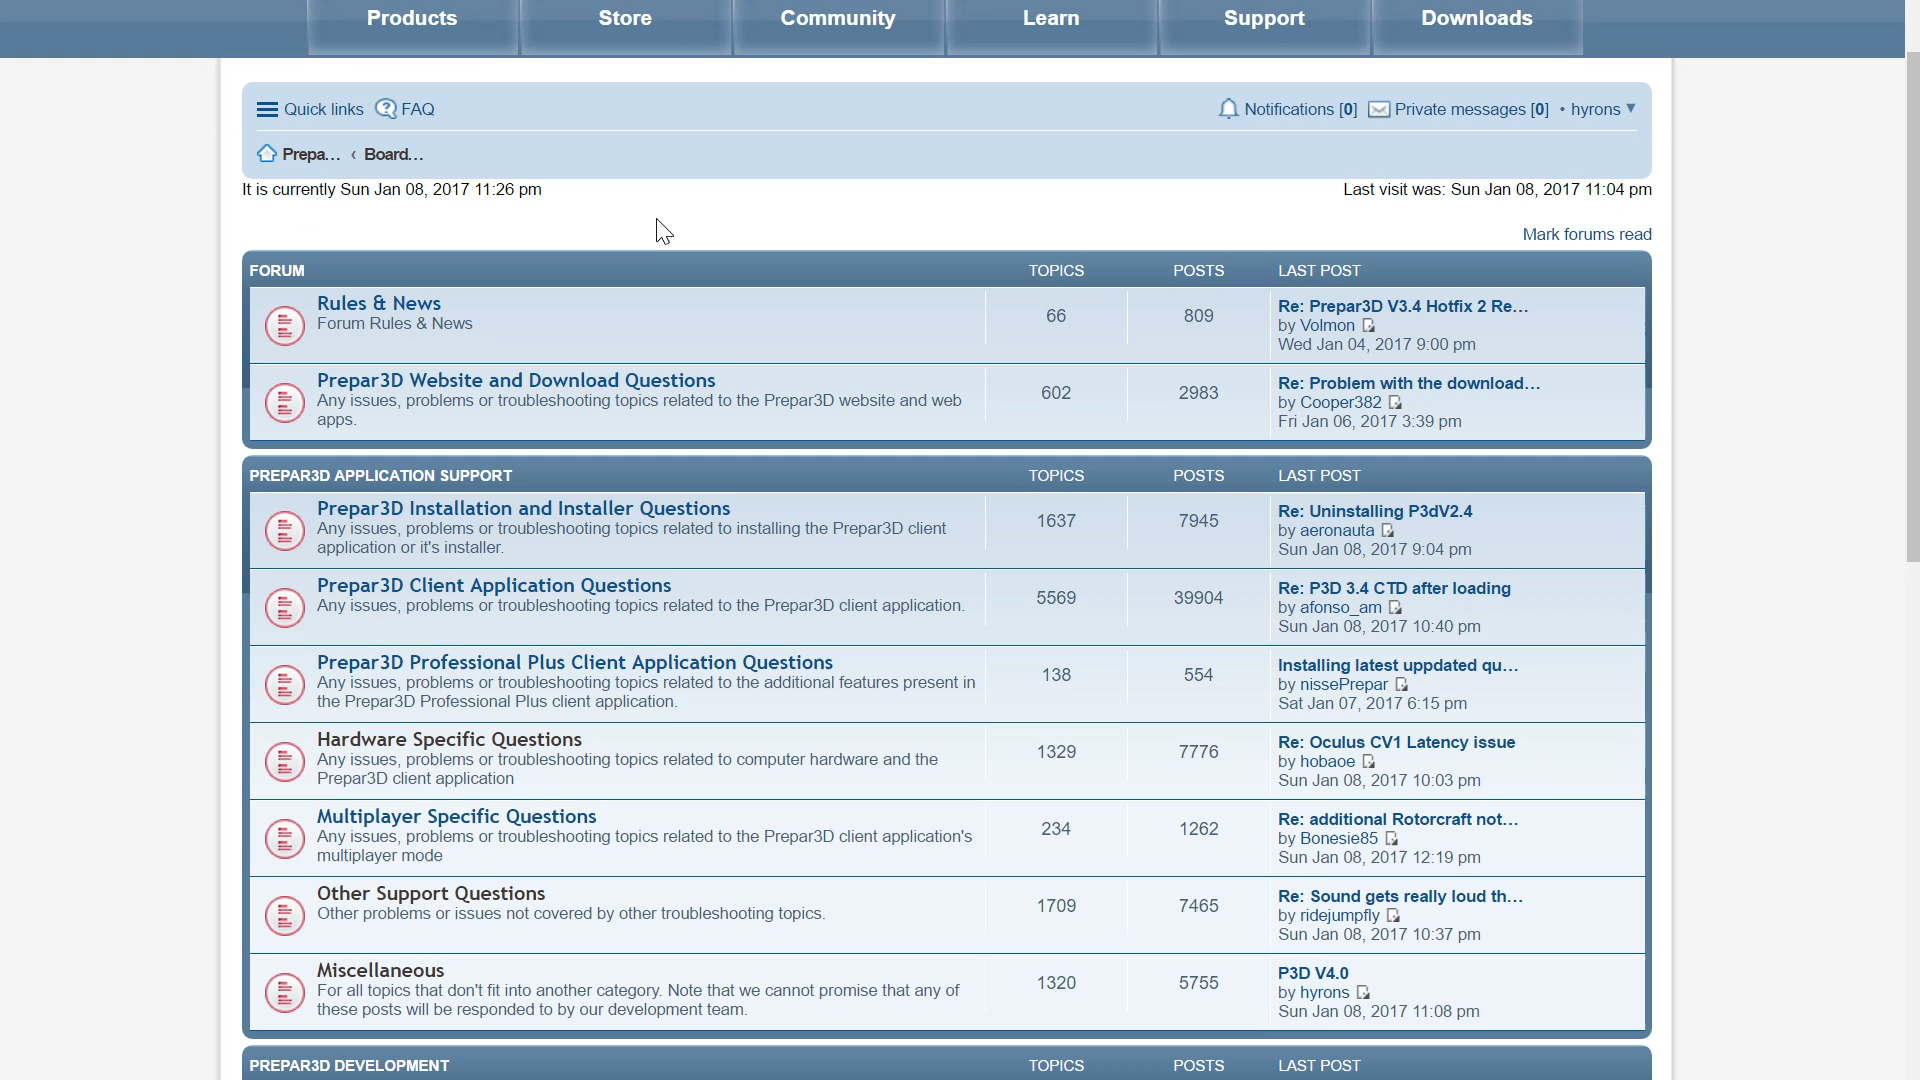 Products Store Community Learn Support Downloads
Quick links FAQ Notifications [0] Private messages [0] • hyrons ▼
Prepa... ‹ Board...
It is currently Sun Jan 08, 2017 11:26 pm Last visit was: Sun Jan 08, 2017 11:04 pm
Mark forums read
FORUM TOPICS POSTS LAST POST
Rules & News
Forum Rules & News
66 809
Re: Prepar3D V3.4 Hotfix 2 Re...
by Volmon
Wed Jan 04, 2017 9:00 pm
Prepar3D Website and Download Questions
Any issues, problems or troubleshooting topics related to the Prepar3D website and web
apps.
602 2983
Re: Problem with the download...
by Cooper382
Fri Jan 06, 2017 3:39 pm
PREPAR3D APPLICATION SUPPORT TOPICS POSTS LAST POST
Prepar3D Installation and Installer Questions
Any issues, problems or troubleshooting topics related to installing the Prepar3D client
application or it's installer.
1637 7945
Re: Uninstalling P3dV2.4
by aeronauta
Sun Jan 08, 2017 9:04 pm
Prepar3D Client Application Questions
Any issues, problems or troubleshooting topics related to the Prepar3D client application.
5569 39904
Re: P3D 3.4 CTD after loading
by afonso_am
Sun Jan 08, 2017 10:40 pm
Prepar3D Professional Plus Client Application Questions
Any issues, problems or troubleshooting topics related to the additional features present in
the Prepar3D Professional Plus client application.
138 554
Installing latest uppdated qu...
by nissePrepar
Sat Jan 07, 2017 6:15 pm
Hardware Specific Questions
Any issues, problems or troubleshooting topics related to computer hardware and the
Prepar3D client application
1329 7776
Re: Oculus CV1 Latency issue
by hobaoe
Sun Jan 08, 2017 10:03 pm
Multiplayer Specific Questions
Any issues, problems or troubleshooting topics related to the Prepar3D client application's
multiplayer mode
234 1262
Re: additional Rotorcraft not...
by Bonesie85
Sun Jan 08, 2017 12:19 pm
Other Support Questions
Other problems or issues not covered by other troubleshooting topics.
1709 7465
Re: Sound gets really loud th...
by ridejumpfly
Sun Jan 08, 2017 10:37 pm
Miscellaneous
For all topics that don't fit into another category. Note that we cannot promise that any of
these posts will be responded to by our development team.
1320 5755
P3D V4.0
by hyrons
Sun Jan 08, 2017 11:08 pm
PREPAR3D DEVELOPMENT TOPICS POSTS LAST POST